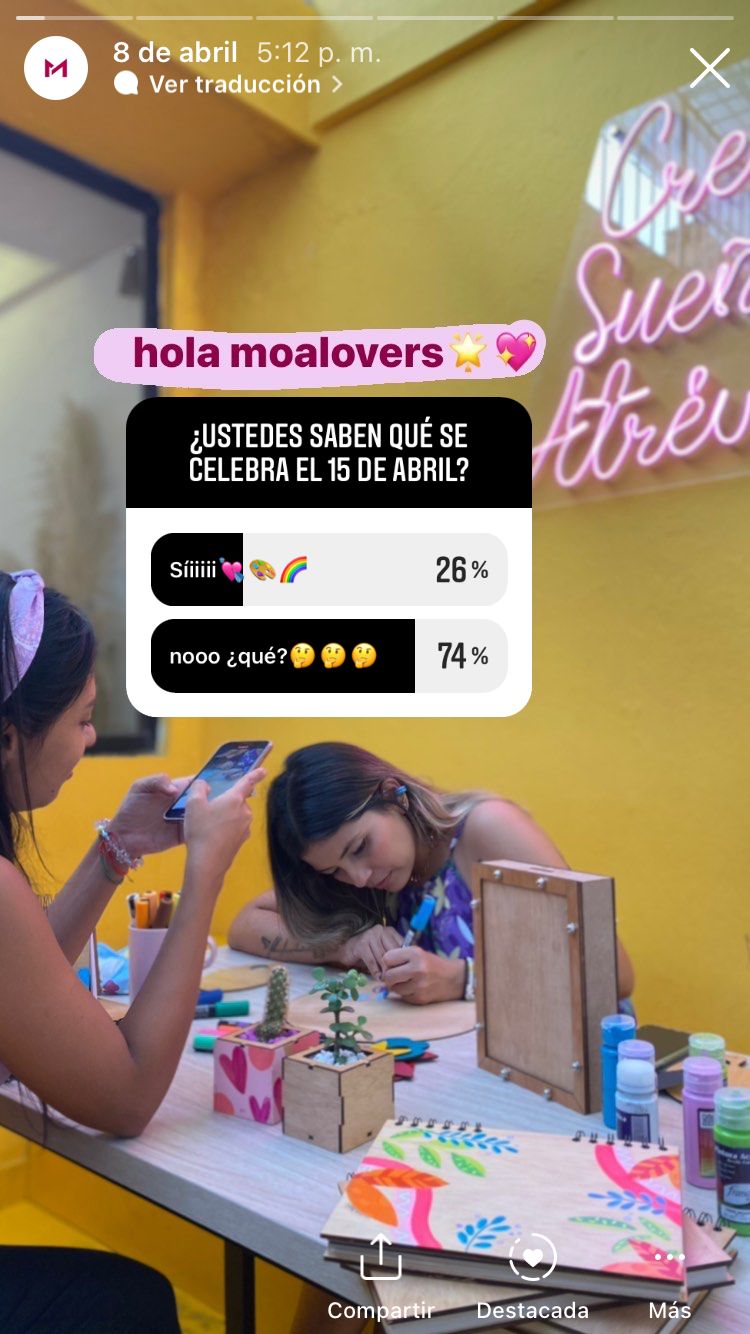 8 de abril 5:12 p. m.
Ver traducción >
Cre
Sueñ
Atrév
hola moalovers🌟💖
¿USTEDES SABEN QUÉ SE
CELEBRA EL 15 DE ABRIL?
Síiiiii💘🎨🌈 26%
nooo ¿qué?🤔🤔🤔 74%
Compartir Destacada Más